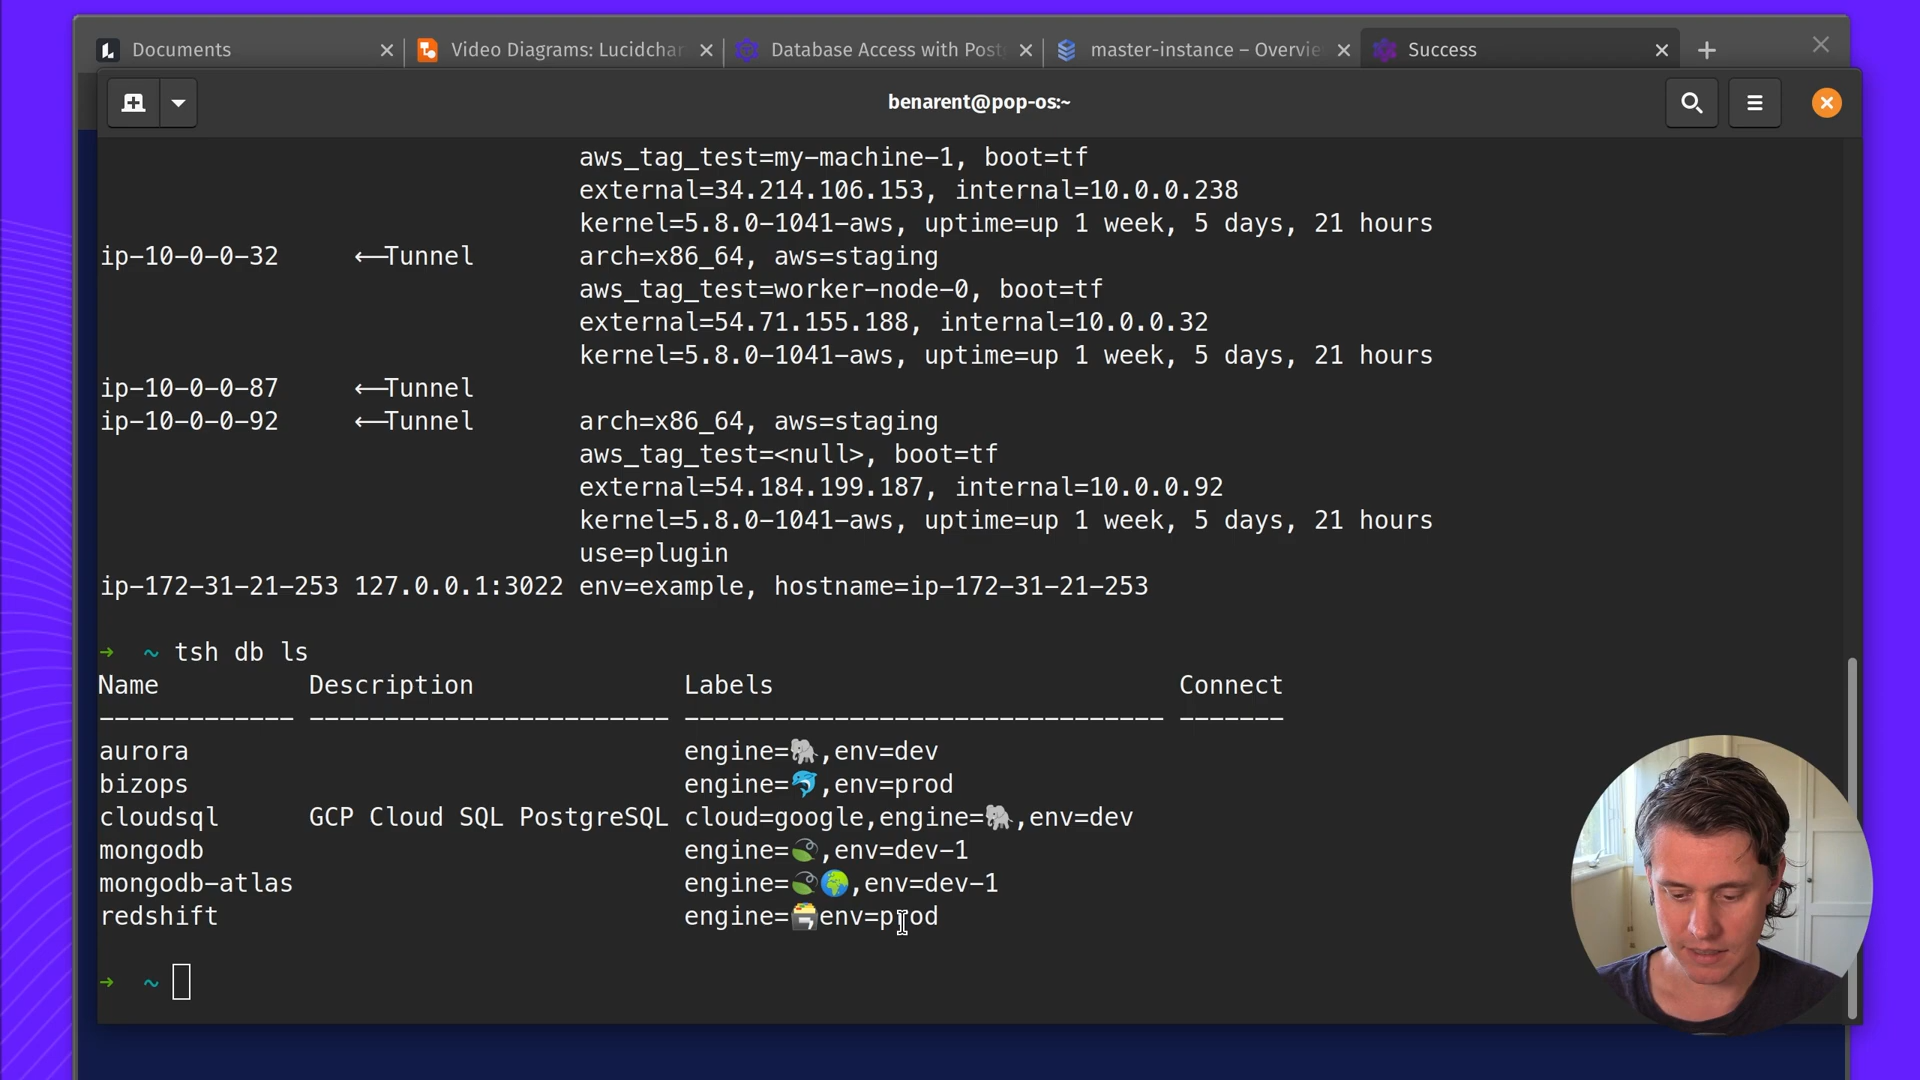 Documents
Video Diagrams: Lucidchar
Database Access with Postg
master-instance – Overvie
Success
benarent@pop-os:~
aws_tag_test=my-machine-1, boot=tf
external=34.214.106.153, internal=10.0.0.238
kernel=5.8.0-1041-aws, uptime=up 1 week, 5 days, 21 hours
ip-10-0-0-32 ⟵Tunnel arch=x86_64, aws=staging
aws_tag_test=worker-node-0, boot=tf
external=54.71.155.188, internal=10.0.0.32
kernel=5.8.0-1041-aws, uptime=up 1 week, 5 days, 21 hours
ip-10-0-0-87 ⟵Tunnel
ip-10-0-0-92 ⟵Tunnel arch=x86_64, aws=staging
aws_tag_test=<null>, boot=tf
external=54.184.199.187, internal=10.0.0.92
kernel=5.8.0-1041-aws, uptime=up 1 week, 5 days, 21 hours
use=plugin
ip-172-31-21-253 127.0.0.1:3022 env=example, hostname=ip-172-31-21-253
➜ ~ tsh db ls
Name Description Labels Connect
------------- ------------------------ -------------------------------- -------
aurora engine=🐘,env=dev
bizops engine=🐬,env=prod
cloudsql GCP Cloud SQL PostgreSQL cloud=google,engine=🐘,env=dev
mongodb engine=🍃,env=dev-1
mongodb-atlas engine=🍃🌍,env=dev-1
redshift engine=🗃,env=prod
➜ ~